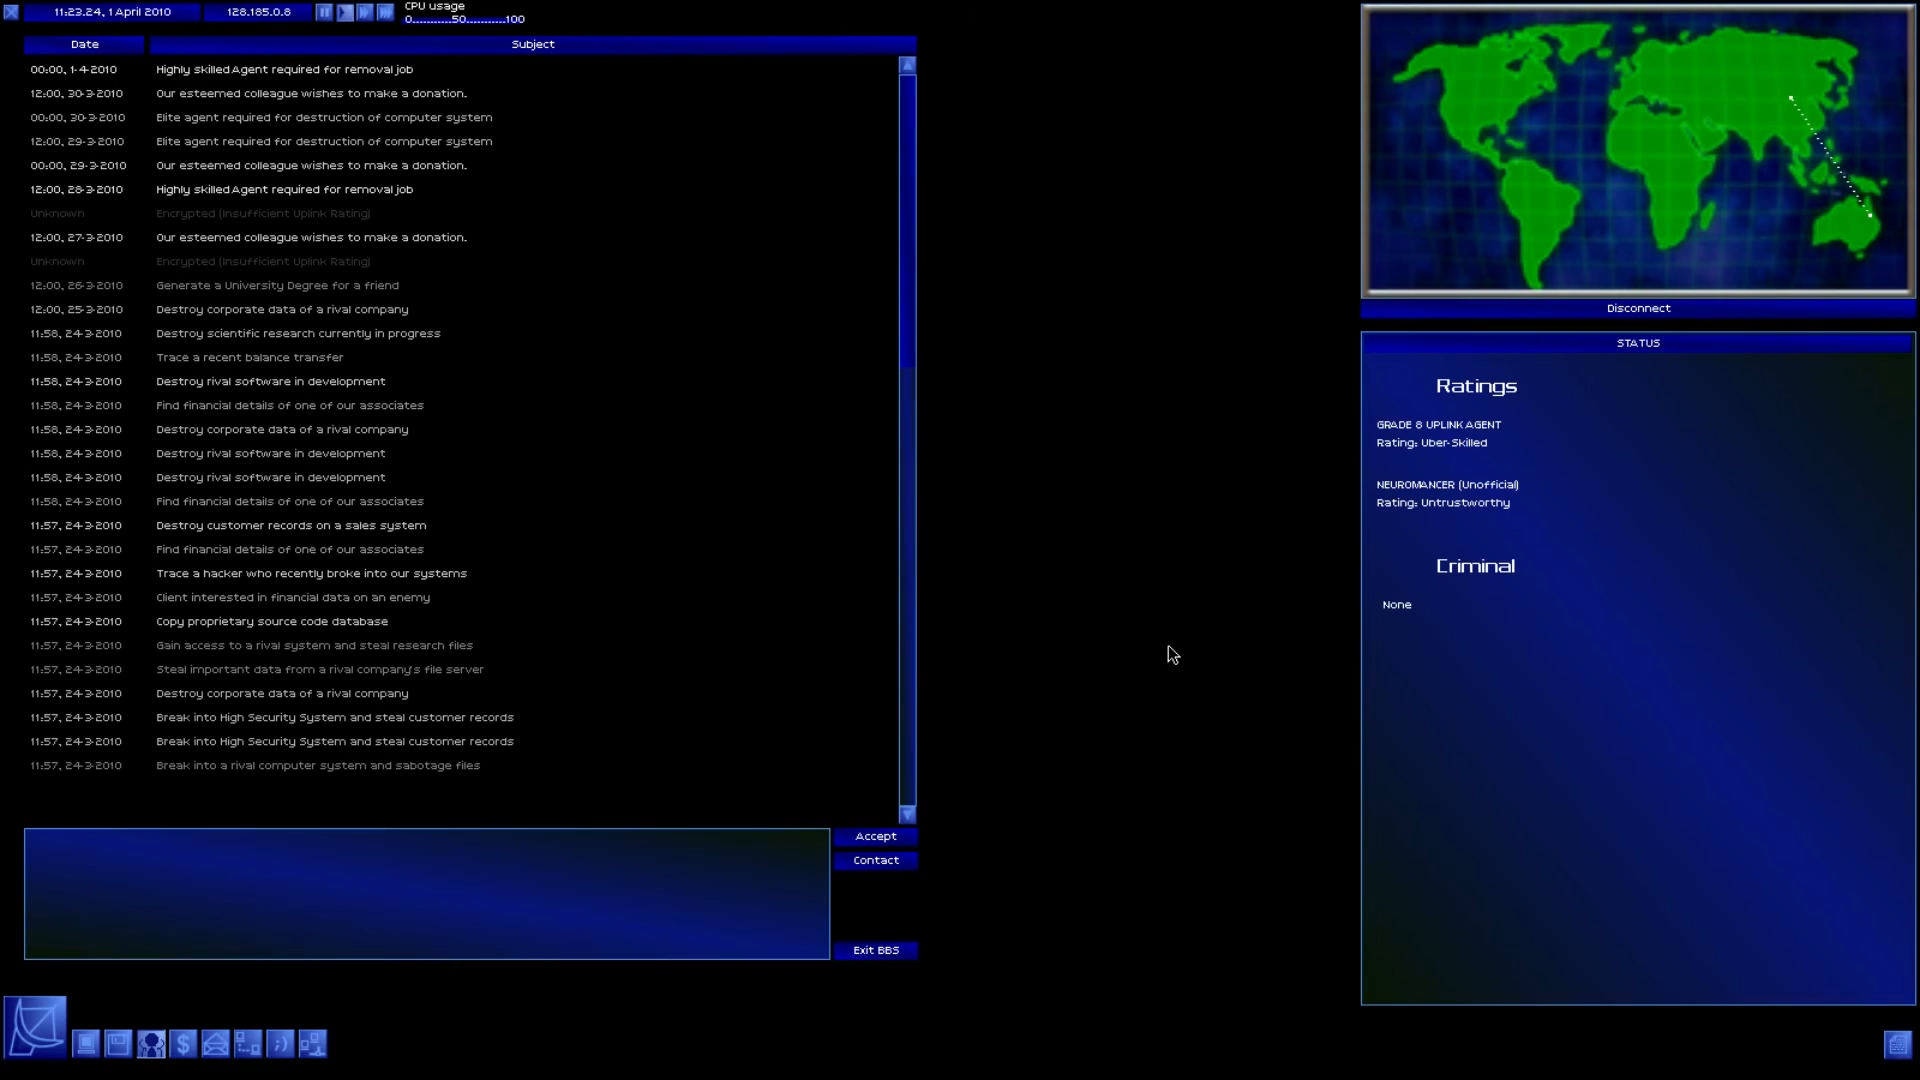 11:23.24, 1 April 2010
128.185.0.8
CPU usage
0............50...........100
Date Subject
00:00, 1-4-2010 Highly skilled Agent required for removal job
12:00, 30-3-2010 Our esteemed colleague wishes to make a donation.
00:00, 30-3-2010 Elite agent required for destruction of computer system
12:00, 29-3-2010 Elite agent required for destruction of computer system
00:00, 29-3-2010 Our esteemed colleague wishes to make a donation.
12:00, 28-3-2010 Highly skilled Agent required for removal job
Unknown Encrypted (Insufficient Uplink Rating)
12:00, 27-3-2010 Our esteemed colleague wishes to make a donation.
Unknown Encrypted (Insufficient Uplink Rating)
12:00, 26-3-2010 Generate a University Degree for a friend
12:00, 25-3-2010 Destroy corporate data of a rival company
11:58, 24-3-2010 Destroy scientific research currently in progress
11:58, 24-3-2010 Trace a recent balance transfer
11:58, 24-3-2010 Destroy rival software in development
11:58, 24-3-2010 Find financial details of one of our associates
11:58, 24-3-2010 Destroy corporate data of a rival company
11:58, 24-3-2010 Destroy rival software in development
11:58, 24-3-2010 Destroy rival software in development
11:58, 24-3-2010 Find financial details of one of our associates
11:57, 24-3-2010 Destroy customer records on a sales system
11:57, 24-3-2010 Find financial details of one of our associates
11:57, 24-3-2010 Trace a hacker who recently broke into our systems
11:57, 24-3-2010 Client interested in financial data on an enemy
11:57, 24-3-2010 Copy proprietary source code database
11:57, 24-3-2010 Gain access to a rival system and steal research files
11:57, 24-3-2010 Steal important data from a rival company's file server
11:57, 24-3-2010 Destroy corporate data of a rival company
11:57, 24-3-2010 Break into High Security System and steal customer records
11:57, 24-3-2010 Break into High Security System and steal customer records
11:57, 24-3-2010 Break into a rival computer system and sabotage files
Accept
Contact
Exit BBS
Disconnect
STATUS
Ratings
GRADE 8 UPLINK AGENT
Rating: Uber-Skilled
NEUROMANCER (Unofficial)
Rating: Untrustworthy
Criminal
None
$
;)